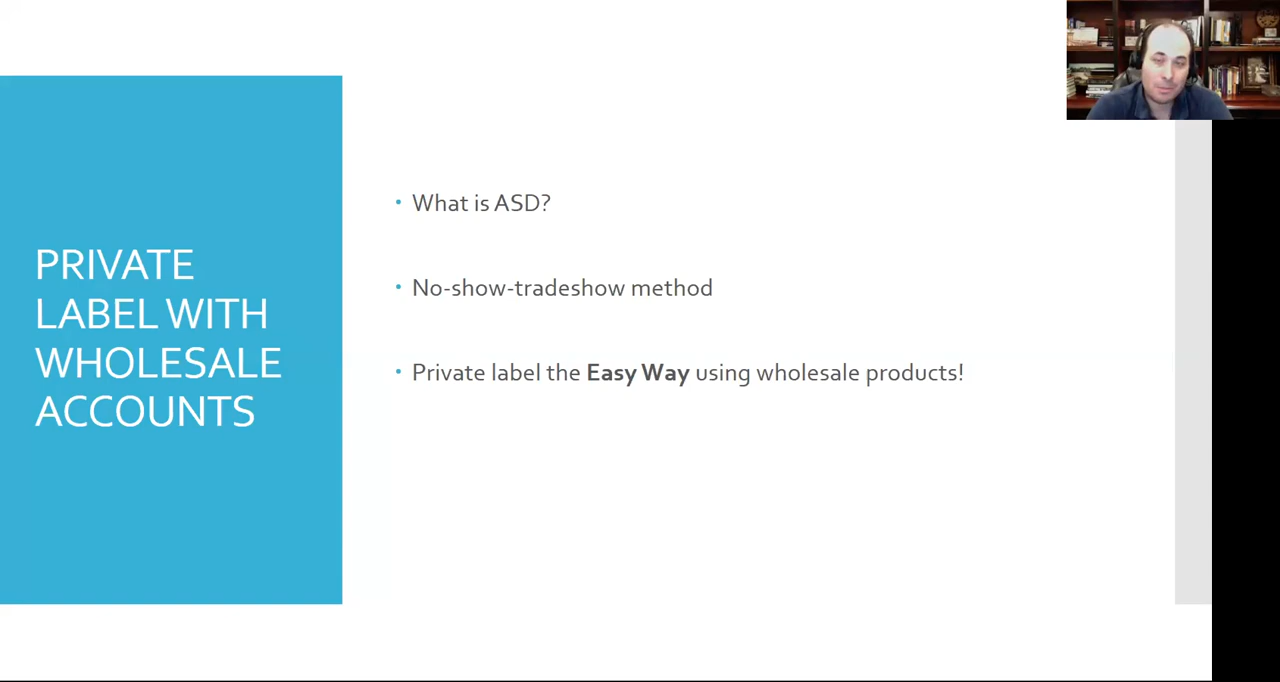 PRIVATE
LABEL WITH
WHOLESALE
ACCOUNTS
• What is ASD?
• No-show-tradeshow method
• Private label the Easy Way using wholesale products!